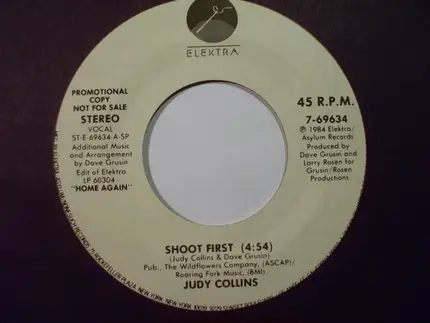 ELEKTRA
PROMOTIONAL
COPY
NOT FOR SALE
STEREO
VOCAL
ST-E-69634-A-SP
Additional Music
and Arrangement
by Dave Grusin
Edit of Elektra
LP 60304 -
"HOME AGAIN"
45 R.P.M.
7-69634
℗ 1984 Elektra/
Asylum Records
Produced by
Dave Grusin and
Larry Rosen for
Grusin/Rosen
Productions
SHOOT FIRST (4:54)
(Judy Collins & Dave Grusin)
Pub., The Wildflowers Company, (ASCAP)/
Roaring Fork Music, (BMI)
JUDY COLLINS